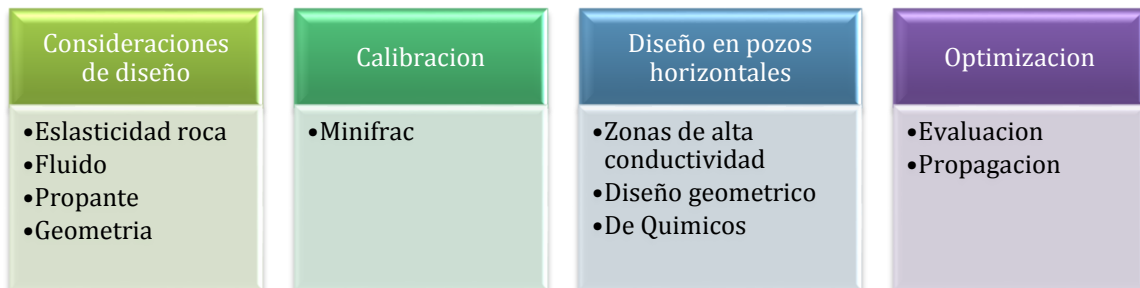 Consideraciones
de diseño
•Eslasticidad roca
•Fluido
•Propante
•Geometria
Calibracion
•Minifrac
Diseño en pozos
horizontales
•Zonas de alta
conductividad
•Diseño geometrico
•De Quimicos
Optimizacion
•Evaluacion
•Propagacion